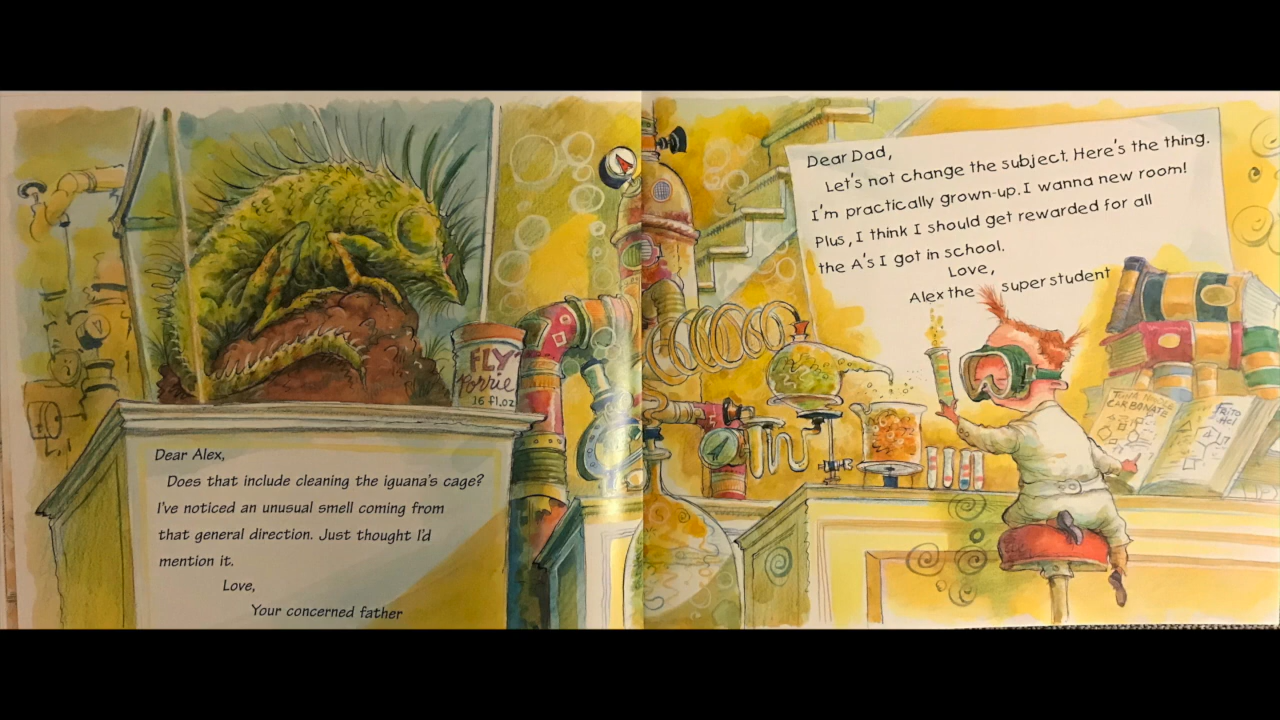 FLY
Porrie
16 fl.oz
Dear Alex,
Does that include cleaning the iguana's cage?
I've noticed an unusual smell coming from
that general direction. Just thought I'd
mention it.
Love,
Your concerned father
Dear Dad,
Let's not change the subject. Here's the thing.
I'm practically grown-up. I wanna new room!
Plus, I think I should get rewarded for all
the A's I got in school.
Love,
Alex the super student
CARBONATE